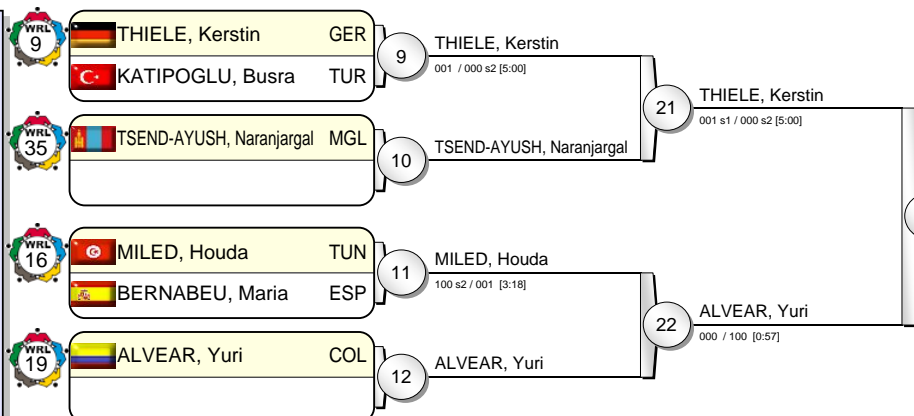 WRL
9
THIELE, Kerstin GER
KATIPOGLU, Busra TUR
9
THIELE, Kerstin
001 / 000 s2 [5:00]
WRL
35
TSEND-AYUSH, Naranjargal MGL
10
TSEND-AYUSH, Naranjargal
21
THIELE, Kerstin
001 s1 / 000 s2 [5:00]
WRL
16
MILED, Houda TUN
BERNABEU, Maria ESP
11
MILED, Houda
100 s2 / 001 [3:18]
WRL
19
ALVEAR, Yuri COL
12
ALVEAR, Yuri
22
ALVEAR, Yuri
000 / 100 [0:57]